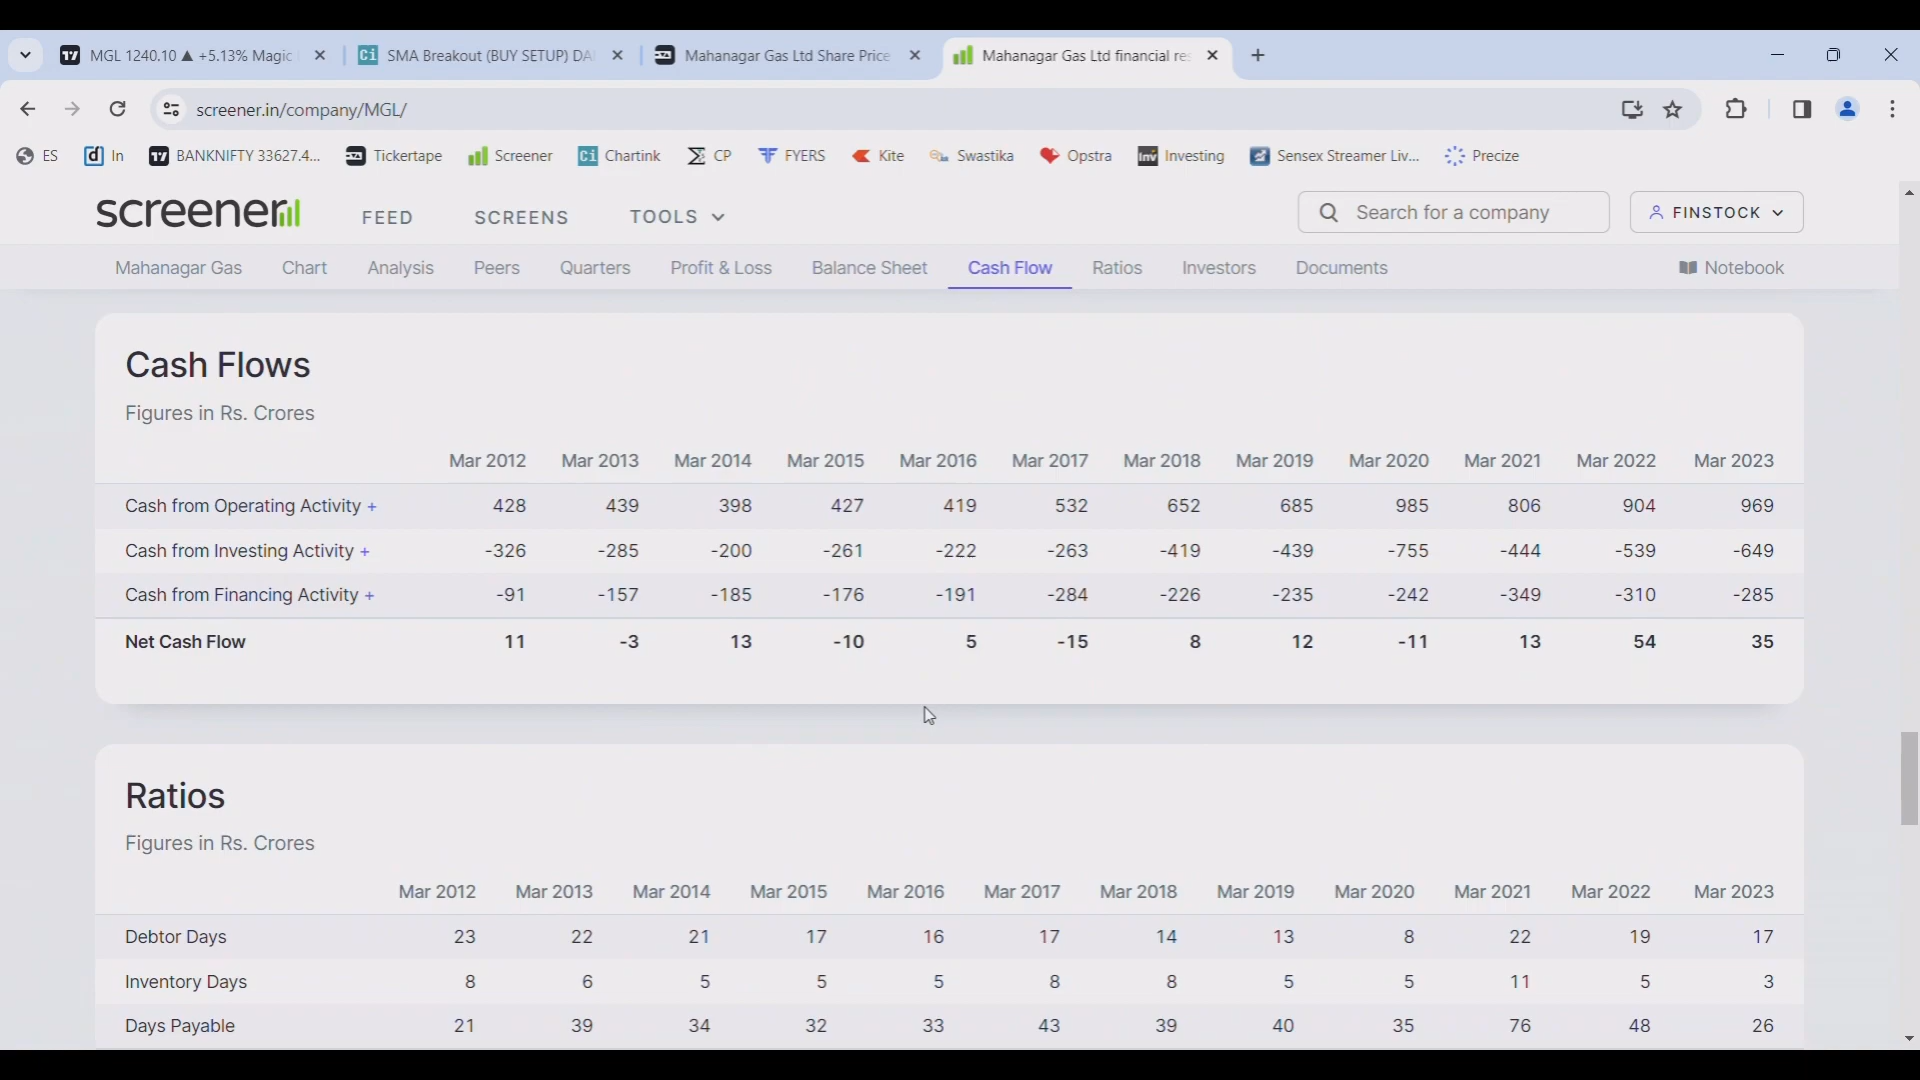 MGL 1240.10 ▲ +5.13% Magic
SMA Breakout (BUY SETUP) DA
Mahanagar Gas Ltd Share Price
Mahanagar Gas Ltd financial res
screener.in/company/MGL/
ES In BANKNIFTY 33627.4... Tickertape Screener Chartink CP FYERS Kite Swastika Opstra Investing Sensex Streamer Liv... Precize
screener FEED SCREENS TOOLS Search for a company FINSTOCK
Mahanagar Gas Chart Analysis Peers Quarters Profit & Loss Balance Sheet Cash Flow Ratios Investors Documents Notebook
Cash Flows
Figures in Rs. Crores
Mar 2012 Mar 2013 Mar 2014 Mar 2015 Mar 2016 Mar 2017 Mar 2018 Mar 2019 Mar 2020 Mar 2021 Mar 2022 Mar 2023
Cash from Operating Activity + 428 439 398 427 419 532 652 685 985 806 904 969
Cash from Investing Activity + -326 -285 -200 -261 -222 -263 -419 -439 -755 -444 -539 -649
Cash from Financing Activity + -91 -157 -185 -176 -191 -284 -226 -235 -242 -349 -310 -285
Net Cash Flow 11 -3 13 -10 5 -15 8 12 -11 13 54 35
Ratios
Figures in Rs. Crores
Mar 2012 Mar 2013 Mar 2014 Mar 2015 Mar 2016 Mar 2017 Mar 2018 Mar 2019 Mar 2020 Mar 2021 Mar 2022 Mar 2023
Debtor Days 23 22 21 17 16 17 14 13 8 22 19 17
Inventory Days 8 6 5 5 5 8 8 5 5 11 5 3
Days Payable 21 39 34 32 33 43 39 40 35 76 48 26